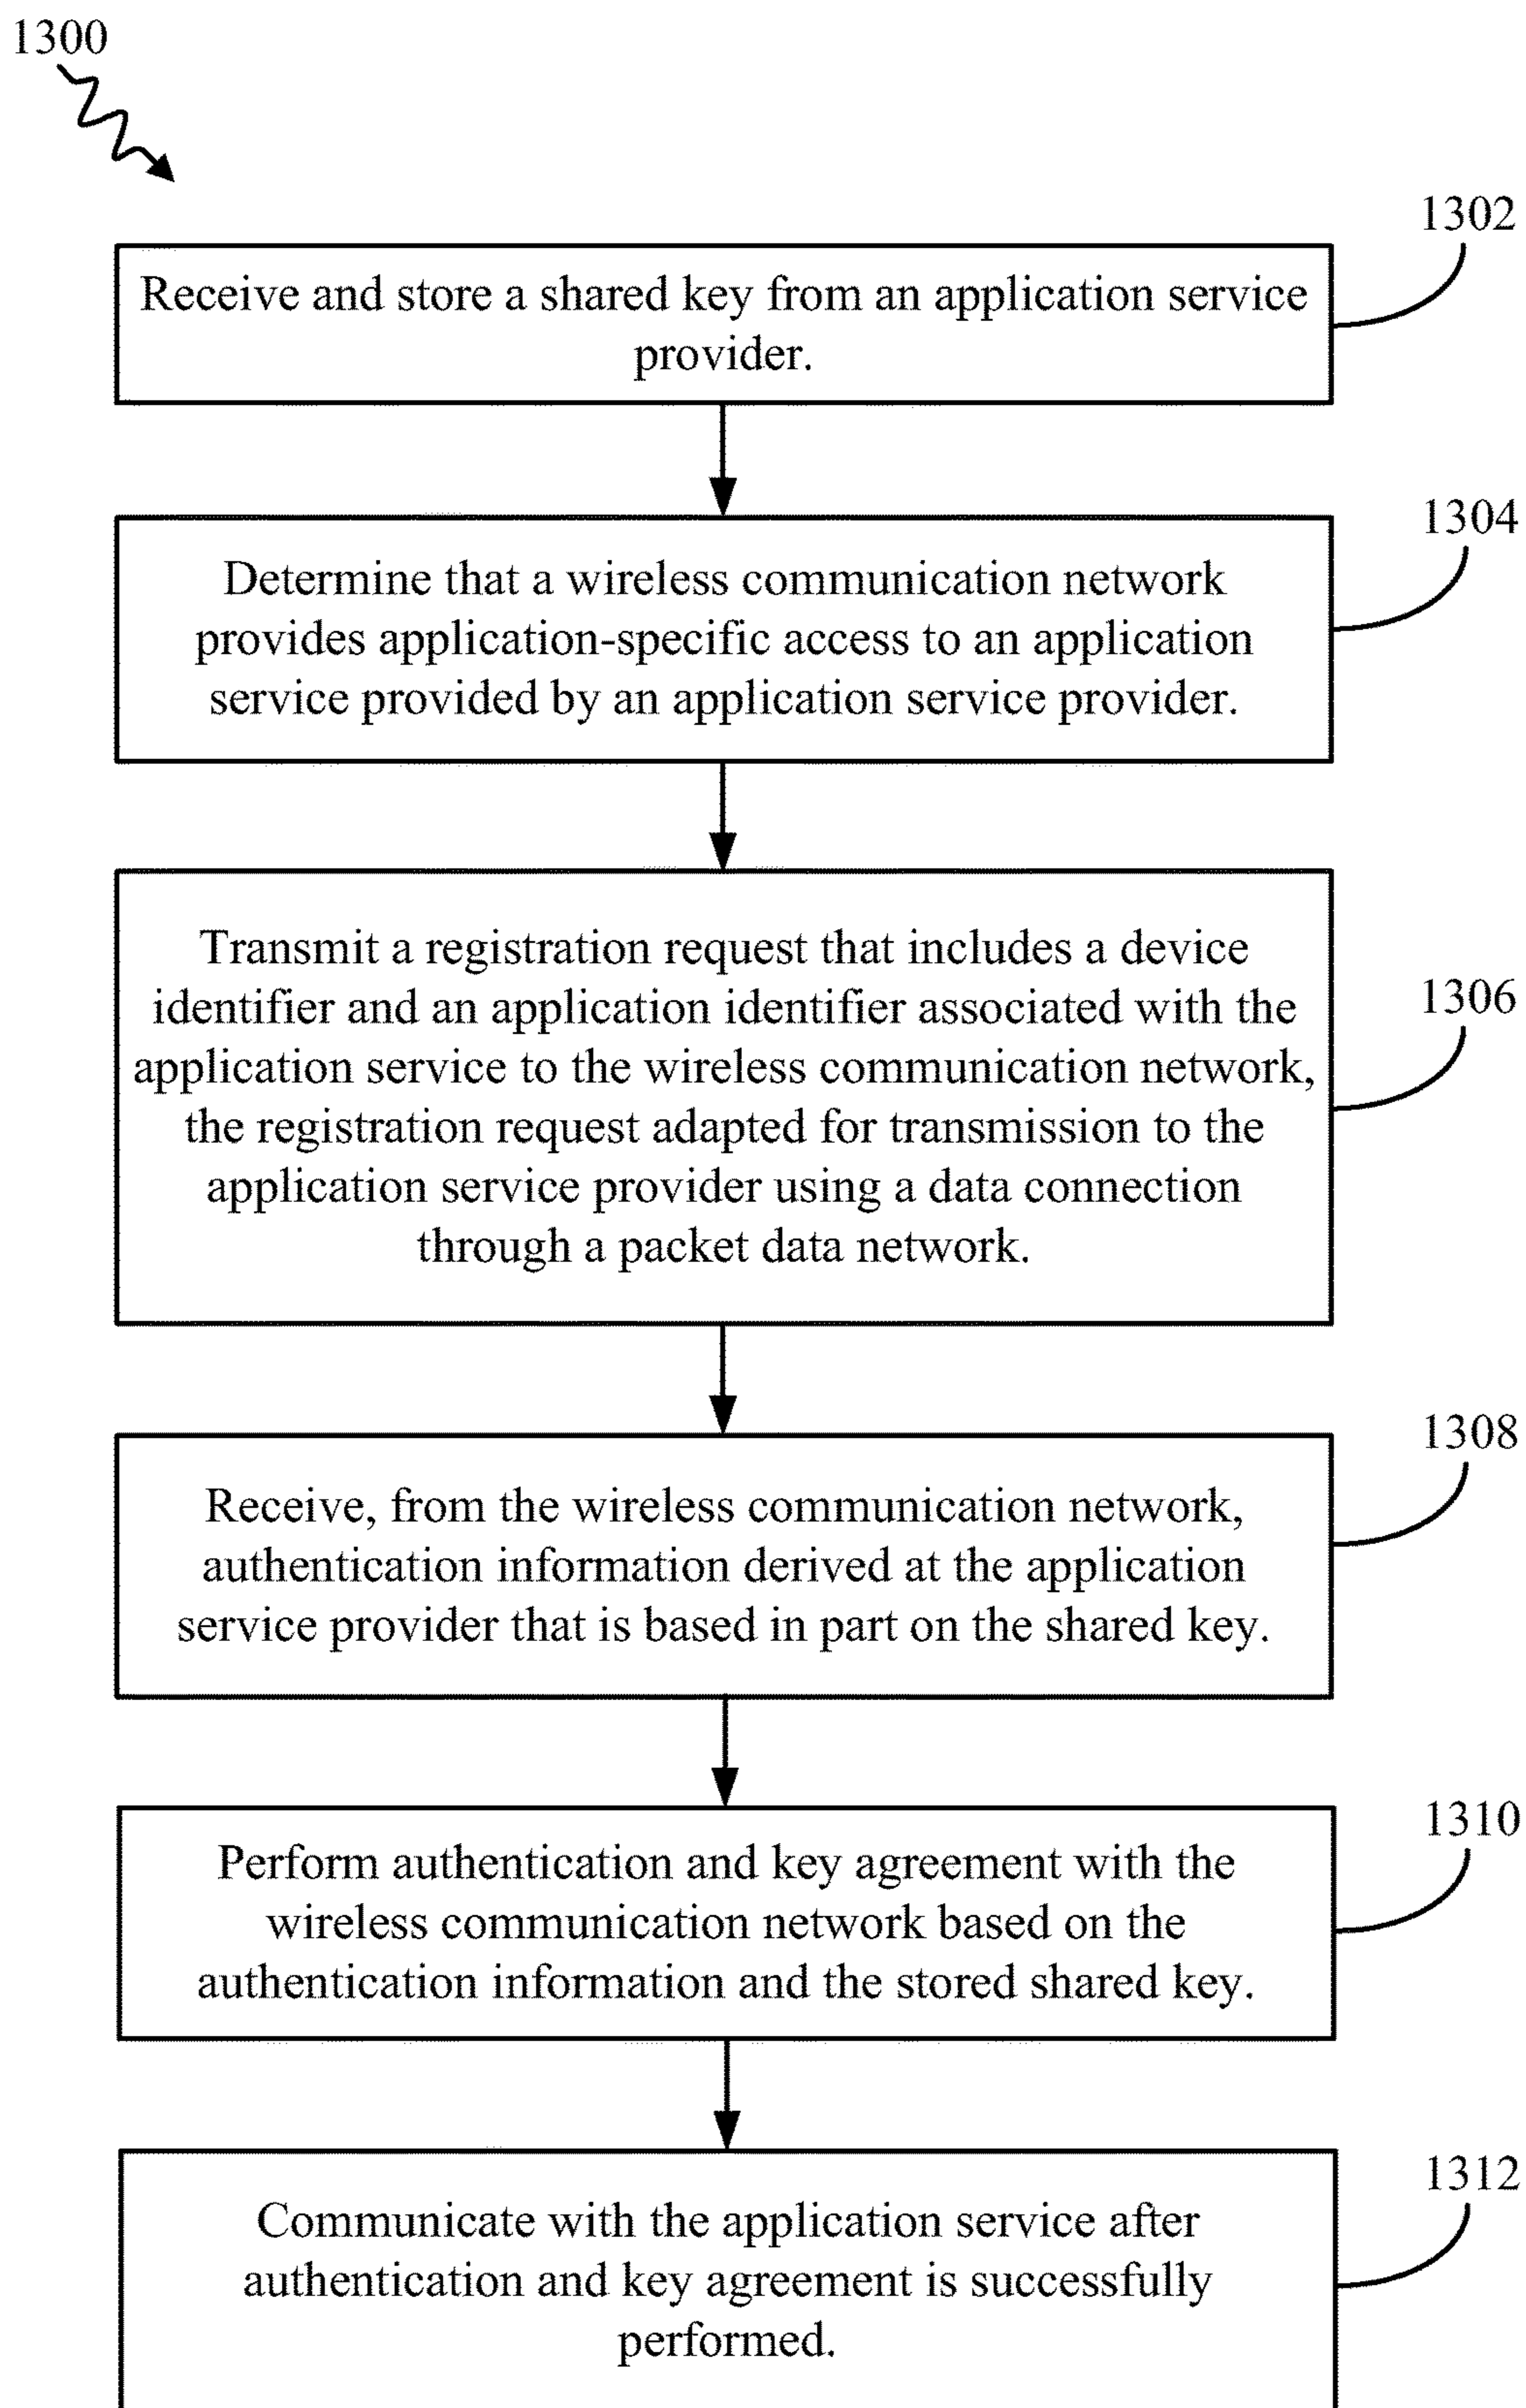 1300
1302
Receive and store a shared key from an application service
provider.
1304
Determine that a wireless communication network
provides application-specific access to an application
service provided by an application service provider.
1306
Transmit a registration request that includes a device
identifier and an application identifier associated with the
application service to the wireless communication network,
the registration request adapted for transmission to the
application service provider using a data connection
through a packet data network.
1308
Receive, from the wireless communication network,
authentication information derived at the application
service provider that is based in part on the shared key.
1310
Perform authentication and key agreement with the
wireless communication network based on the
authentication information and the stored shared key.
1312
Communicate with the application service after
authentication and key agreement is successfully
performed.